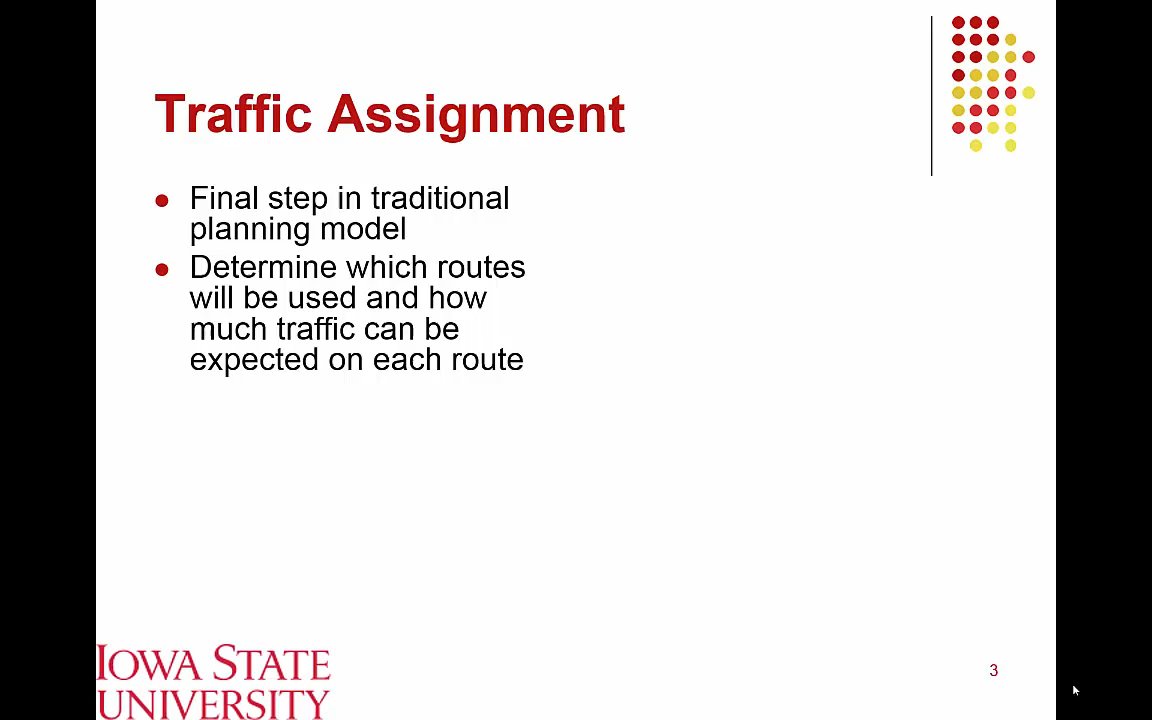 Traffic Assignment
Final step in traditional
planning model
Determine which routes
will be used and how
much traffic can be
expected on each route
IOWA STATE
UNIVERSITY
3